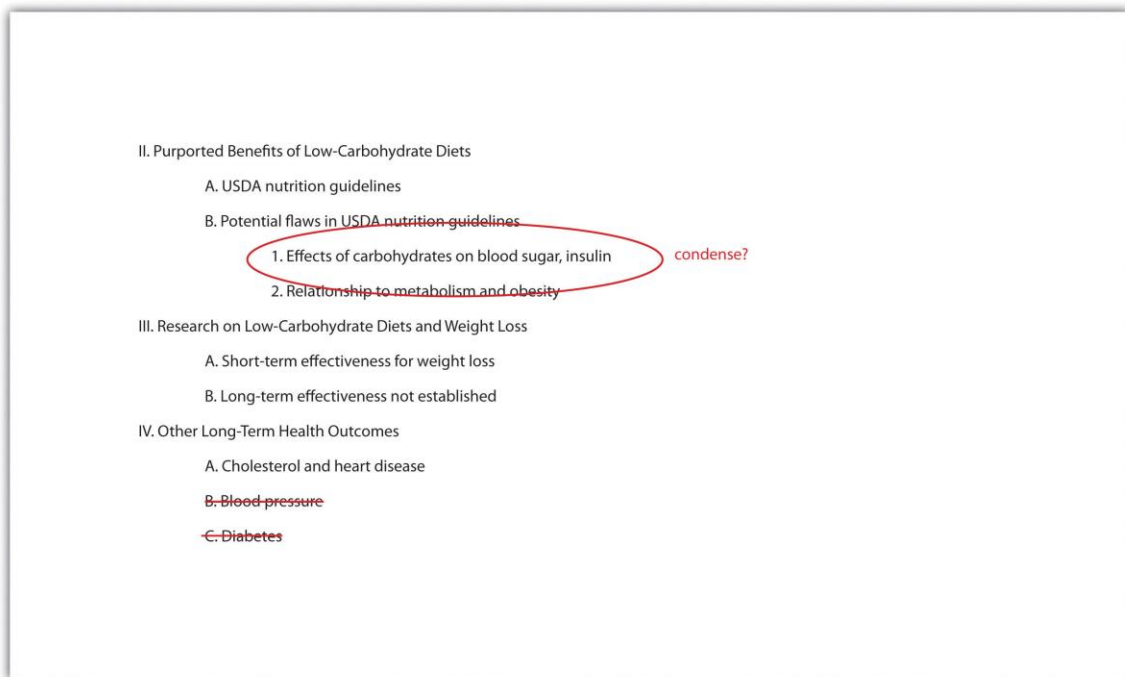 II. Purported Benefits of Low-Carbohydrate Diets
A. USDA nutrition guidelines
B. Potential flaws in USDA nutrition guidelines
1. Effects of carbohydrates on blood sugar, insulin condense?
2. Relationship to metabolism and obesity
III. Research on Low-Carbohydrate Diets and Weight Loss
A. Short-term effectiveness for weight loss
B. Long-term effectiveness not established
IV. Other Long-Term Health Outcomes
A. Cholesterol and heart disease
B. Blood pressure
C. Diabetes